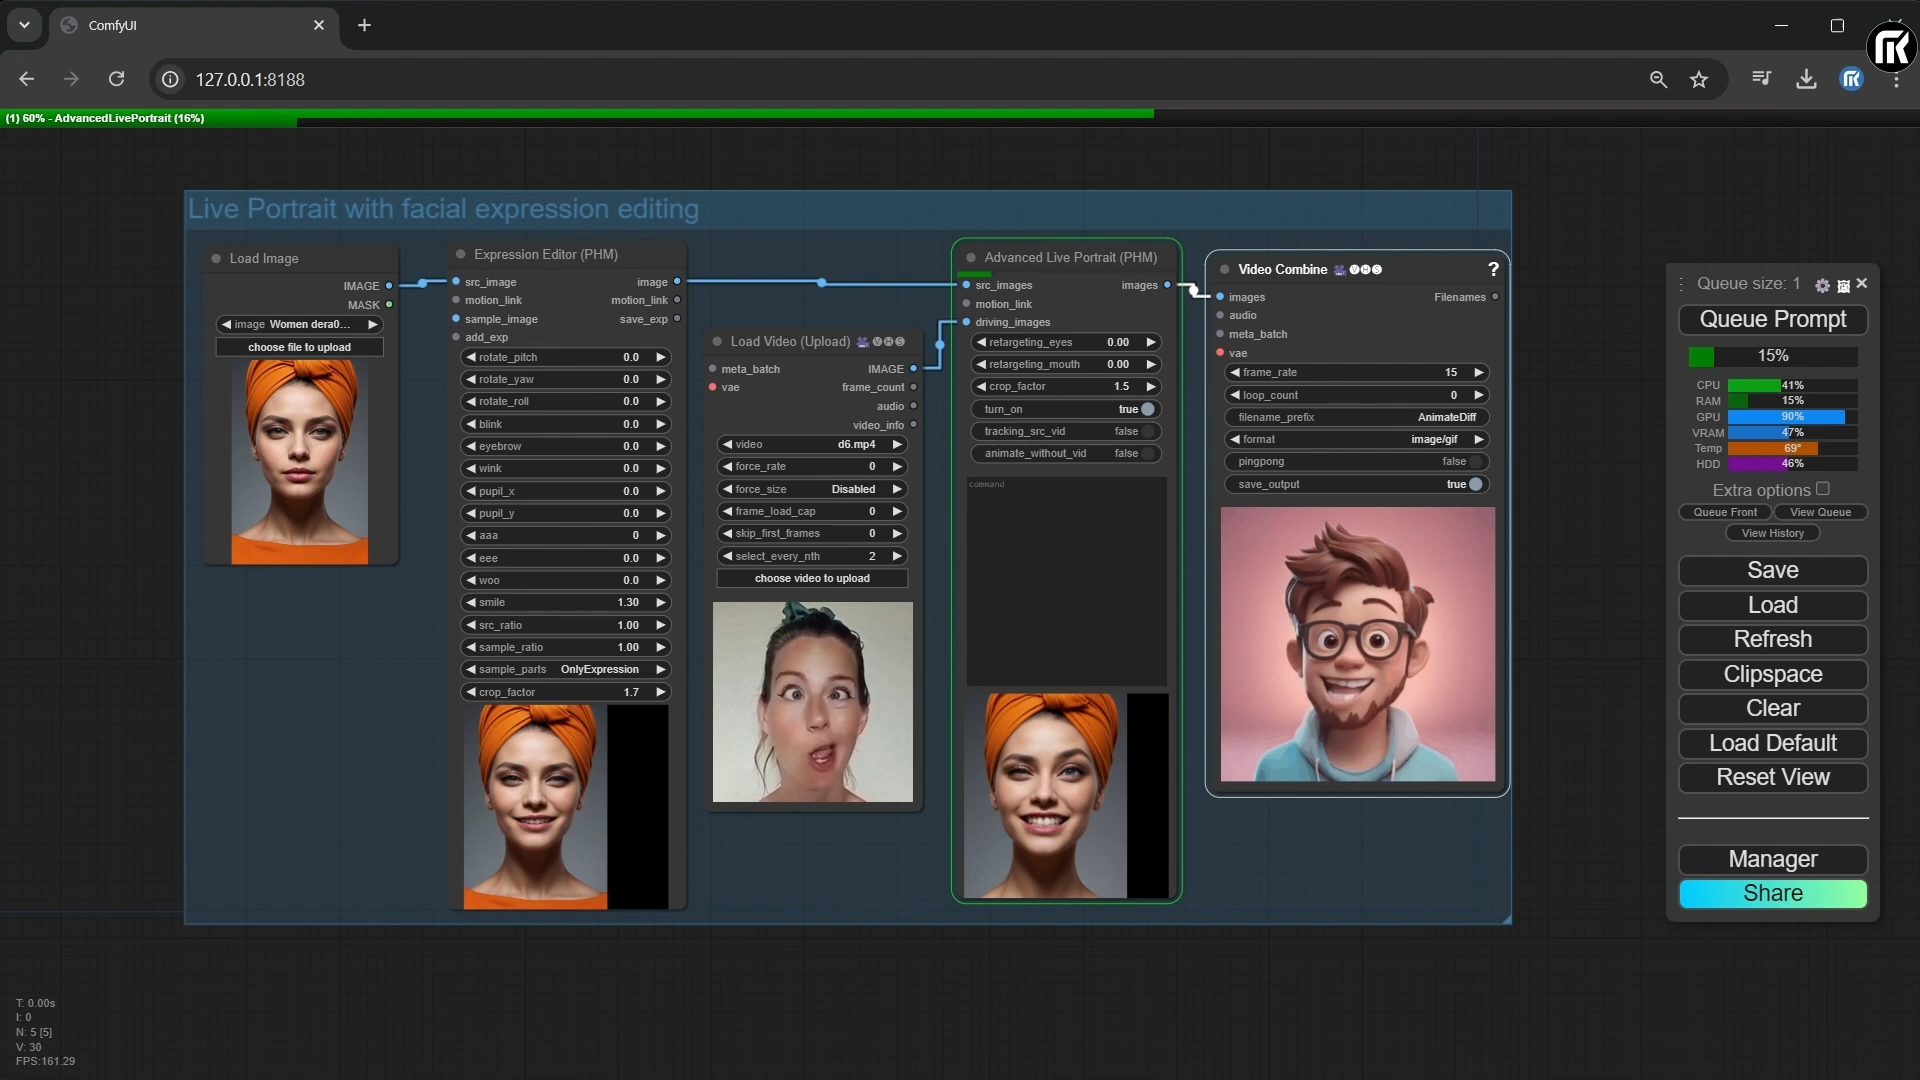 ComfyUI
127.0.0.1:8188
(1) 60% - AdvancedLivePortrait (16%)
Live Portrait with facial expression editing
Load Image
IMAGE
MASK
image Women dera0...
choose file to upload
Expression Editor (PHM)
src_image image
motion_link motion_link
sample_image save_exp
add_exp
rotate_pitch 0.0
rotate_yaw 0.0
rotate_roll 0.0
blink 0.0
eyebrow 0.0
wink 0.0
pupil_x 0.0
pupil_y 0.0
aaa 0
eee 0.0
woo 0.0
smile 1.30
src_ratio 1.00
sample_ratio 1.00
sample_parts OnlyExpression
crop_factor 1.7
Load Video (Upload) VHS
meta_batch IMAGE
vae frame_count
audio
video_info
video d6.mp4
force_rate 0
force_size Disabled
frame_load_cap 0
skip_first_frames 0
select_every_nth 2
choose video to upload
Advanced Live Portrait (PHM)
src_images images
motion_link
driving_images
retargeting_eyes 0.00
retargeting_mouth 0.00
crop_factor 1.5
turn_on true
tracking_src_vid false
animate_without_vid false
command
Video Combine VHS ?
images Filenames
audio
meta_batch
vae
frame_rate 15
loop_count 0
filename_prefix AnimateDiff
format image/gif
pingpong false
save_output true
Queue size: 1
Queue Prompt
15%
CPU 41%
RAM 15%
GPU 90%
VRAM 47%
Temp 69°
HDD 46%
Extra options
Queue Front View Queue
View History
Save
Load
Refresh
Clipspace
Clear
Load Default
Reset View
Manager
Share
T: 0.00s
I: 0
N: 5 [5]
V: 30
FPS:161.29